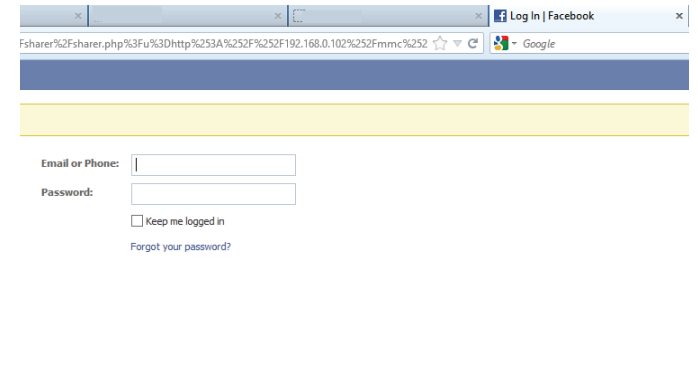 Log In | Facebook
Fsharer%2Fsharer.php%3Fu%3Dhttp%253A%252F%252F192.168.0.102%252Fmmc%252
Google
Email or Phone:
Password:
Keep me logged in
Forgot your password?